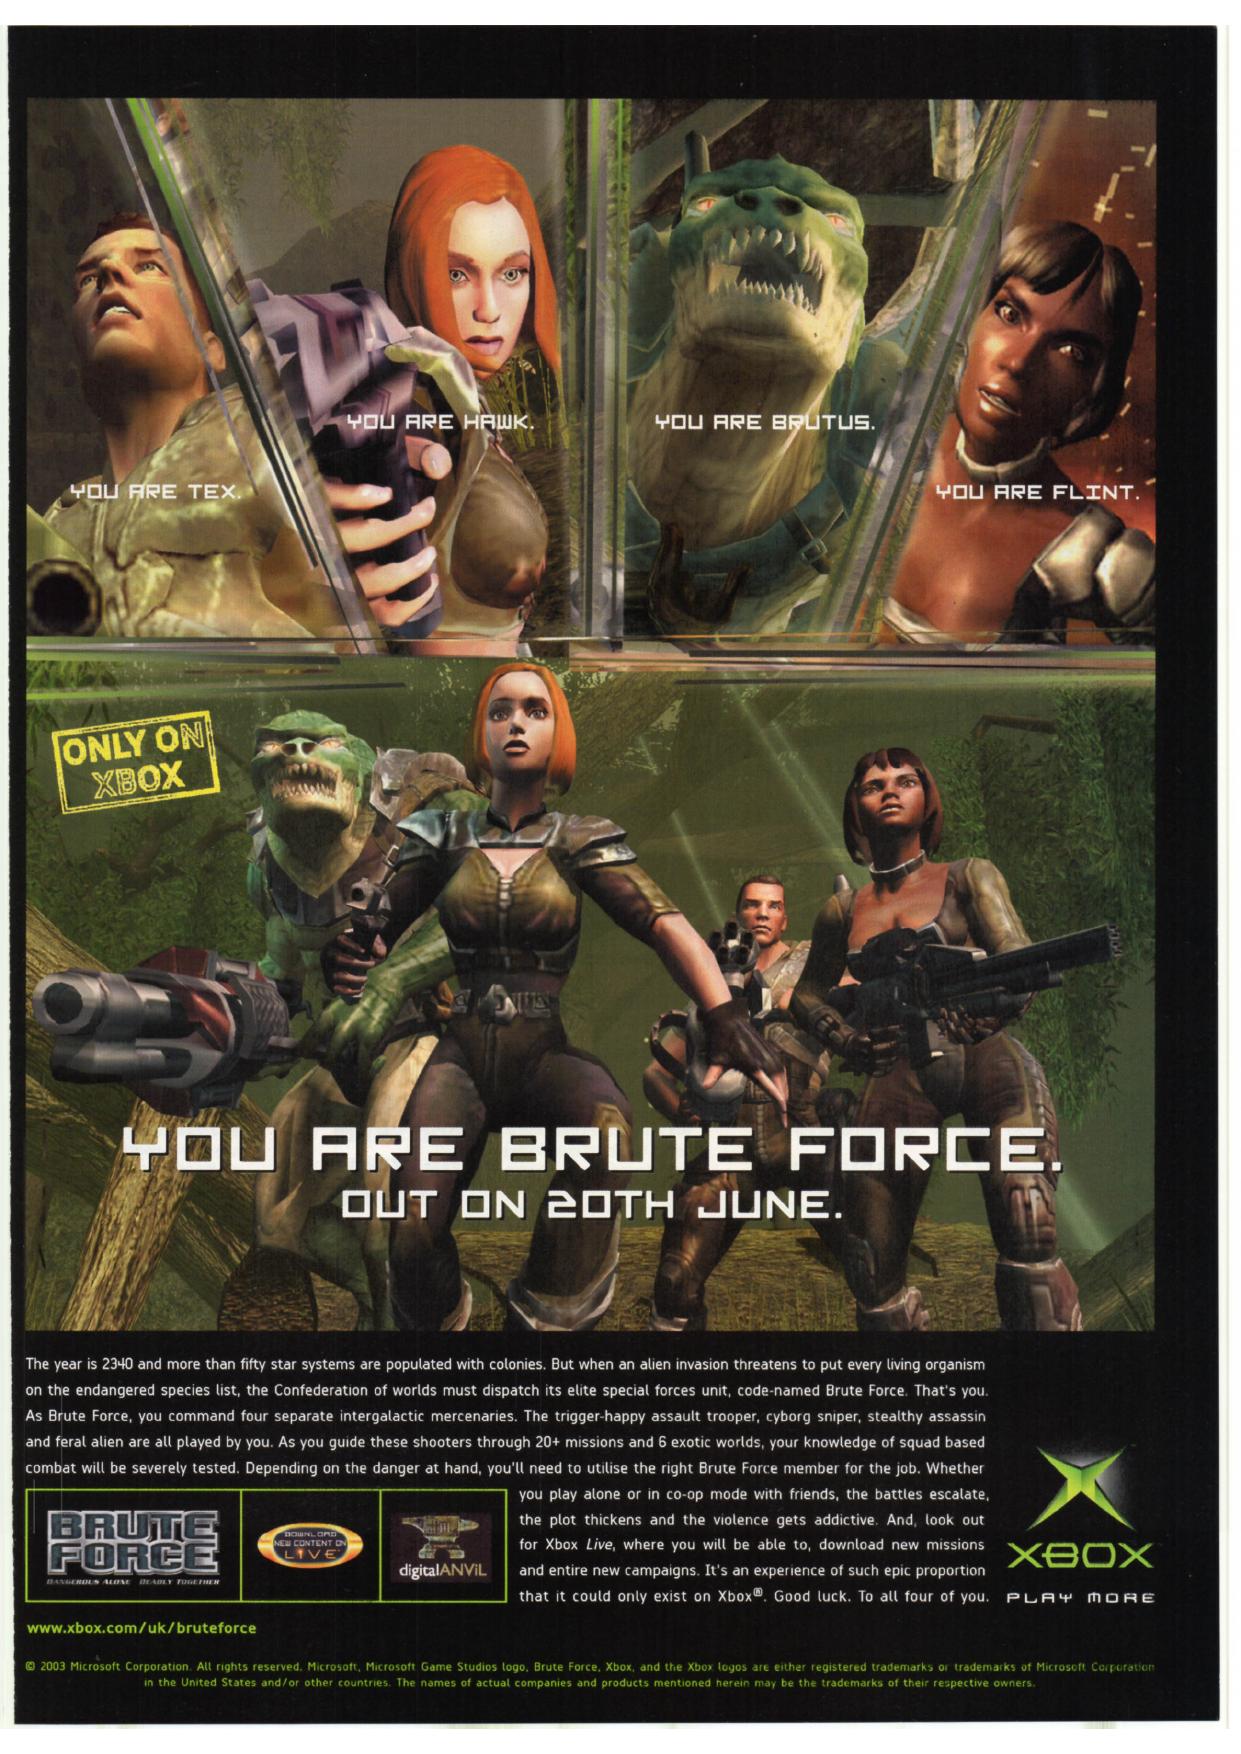 YOU ARE TEX.
YOU ARE HAWK.
YOU ARE BRUTUS.
YOU ARE FLINT.
ONLY ON
XBOX
YOU ARE BRUTE FORCE.
OUT ON 20TH JUNE.
The year is 2340 and more than fifty star systems are populated with colonies. But when an alien invasion threatens to put every living organism
on the endangered species list, the Confederation of worlds must dispatch its elite special forces unit, code-named Brute Force. That's you.
As Brute Force, you command four separate intergalactic mercenaries. The trigger-happy assault trooper, cyborg sniper, stealthy assassin
and feral alien are all played by you. As you guide these shooters through 20+ missions and 6 exotic worlds, your knowledge of squad based
combat will be severely tested. Depending on the danger at hand, you'll need to utilise the right Brute Force member for the job. Whether
you play alone or in co-op mode with friends, the battles escalate,
the plot thickens and the violence gets addictive. And, look out
for Xbox Live, where you will be able to, download new missions
and entire new campaigns. It's an experience of such epic proportion
that it could only exist on Xbox®. Good luck. To all four of you.
BRUTE
FORCE
DANGEROUS ALONE DEADLY TOGETHER
DOWNLOAD
NEW CONTENT ON
LIVE
digitalANViL
XBOX
PLAY MORE
www.xbox.com/uk/bruteforce
© 2003 Microsoft Corporation. All rights reserved. Microsoft, Microsoft Game Studios logo, Brute Force, Xbox, and the Xbox logos are either registered trademarks or trademarks of Microsoft Corporation
in the United States and/or other countries. The names of actual companies and products mentioned herein may be the trademarks of their respective owners.